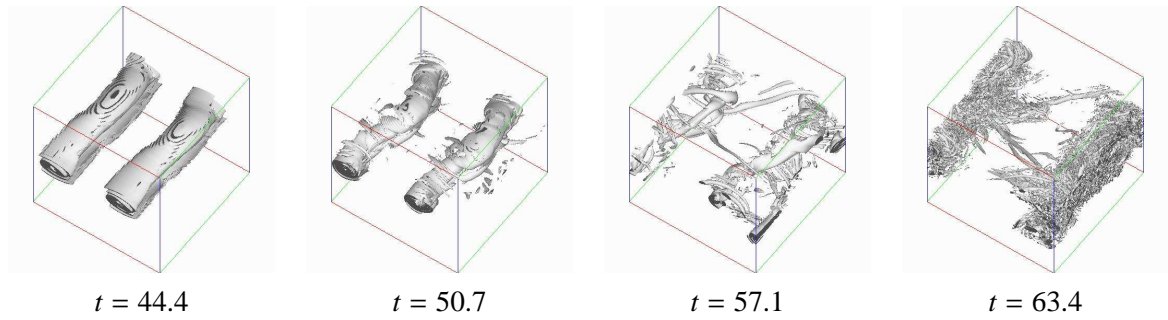 t = 44.4
t = 50.7
t = 57.1
t = 63.4